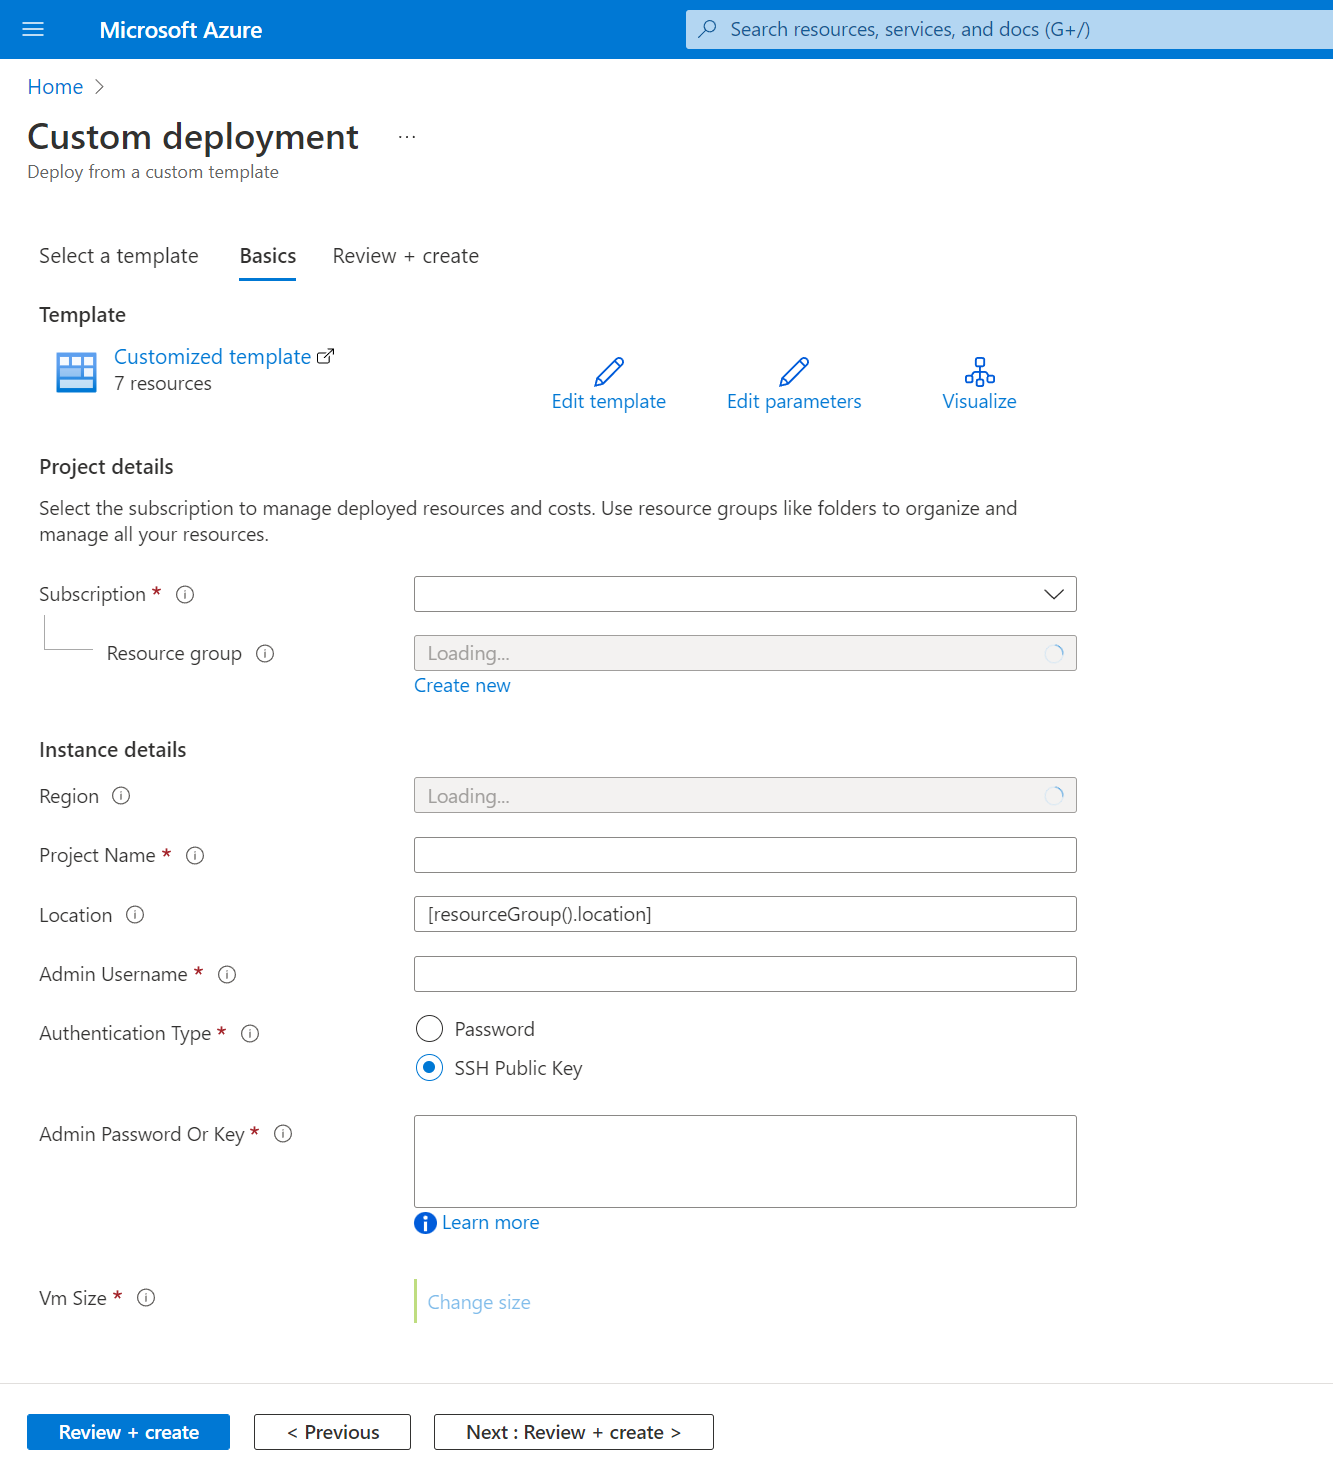 Microsoft Azure
Search resources, services, and docs (G+/)
Home
Custom deployment
...
Deploy from a custom template
Select a template
Basics
Review + create
Template
Customized template
7 resources
Edit template
Edit parameters
Visualize
Project details
Select the subscription to manage deployed resources and costs. Use resource groups like folders to organize and
manage all your resources.
Subscription *
Resource group
Loading...
Create new
Instance details
Region
Loading...
Project Name *
Location
[resourceGroup().location]
Admin Username *
Authentication Type *
Password
SSH Public Key
Admin Password Or Key *
Learn more
Vm Size *
Change size
Review + create
< Previous
Next : Review + create >